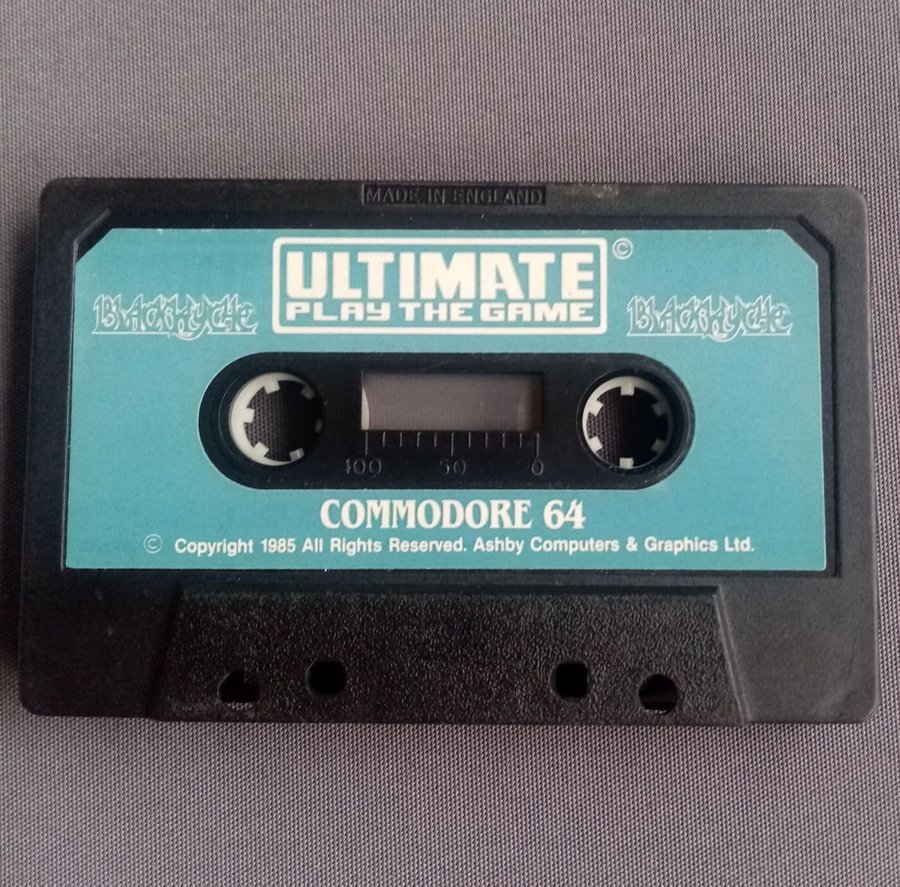 MADE IN ENGLAND
ULTIMATE ©
PLAY THE GAME
BLACKWYCHE BLACKWYCHE
100 50 0
COMMODORE 64
© Copyright 1985 All Rights Reserved. Ashby Computers & Graphics Ltd.